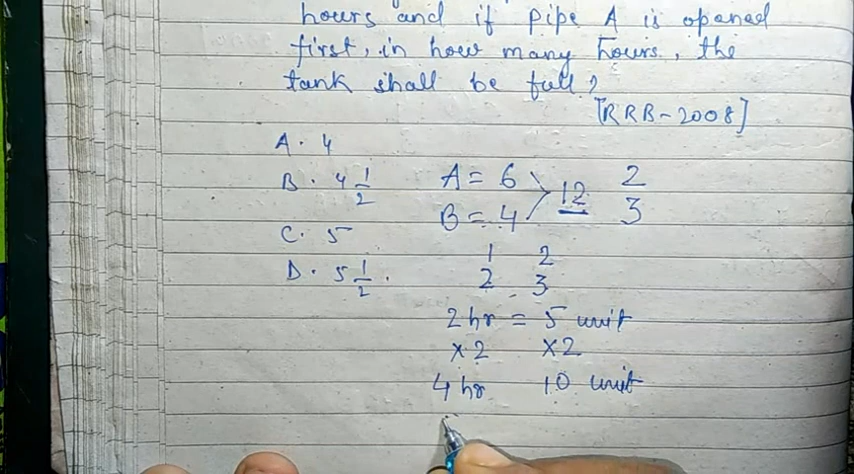 hours and if pipe A is opened
first, in how many hours, the
tank shall be full?
[RRB-2008]
A. 4
B. 4 1/2
C. 5
D. 5 1/2.
A = 6
B = 4
12
2
3
1 2
2 3
2 hr = 5 unit
×2 ×2
4 hr 10 unit